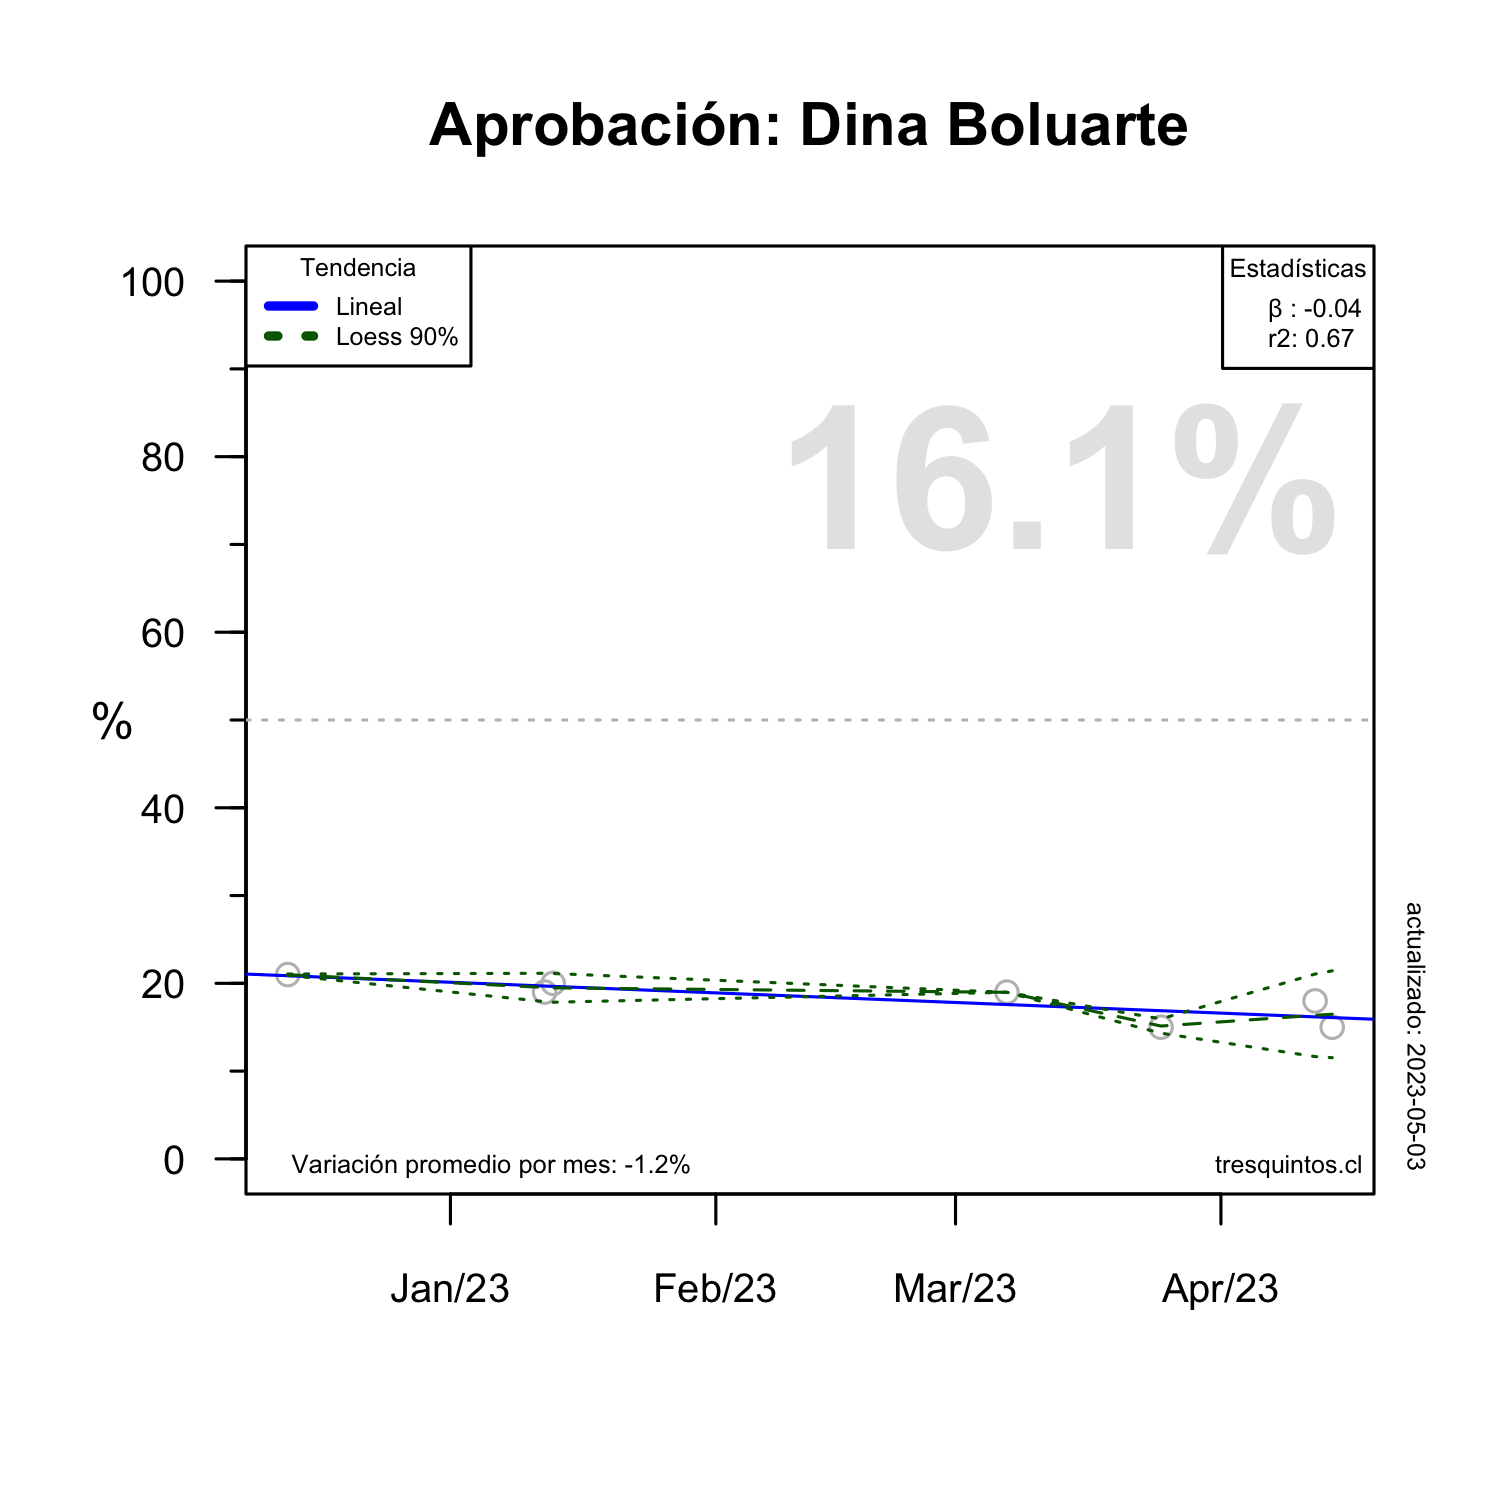 Aprobación: Dina Boluarte
Tendencia
Lineal
Loess 90%
Estadísticas
β : -0.04
r2: 0.67
16.1%
100
80
60
40
20
0
%
Variación promedio por mes: -1.2%
tresquintos.cl
actualizado: 2023-05-03
Jan/23
Feb/23
Mar/23
Apr/23